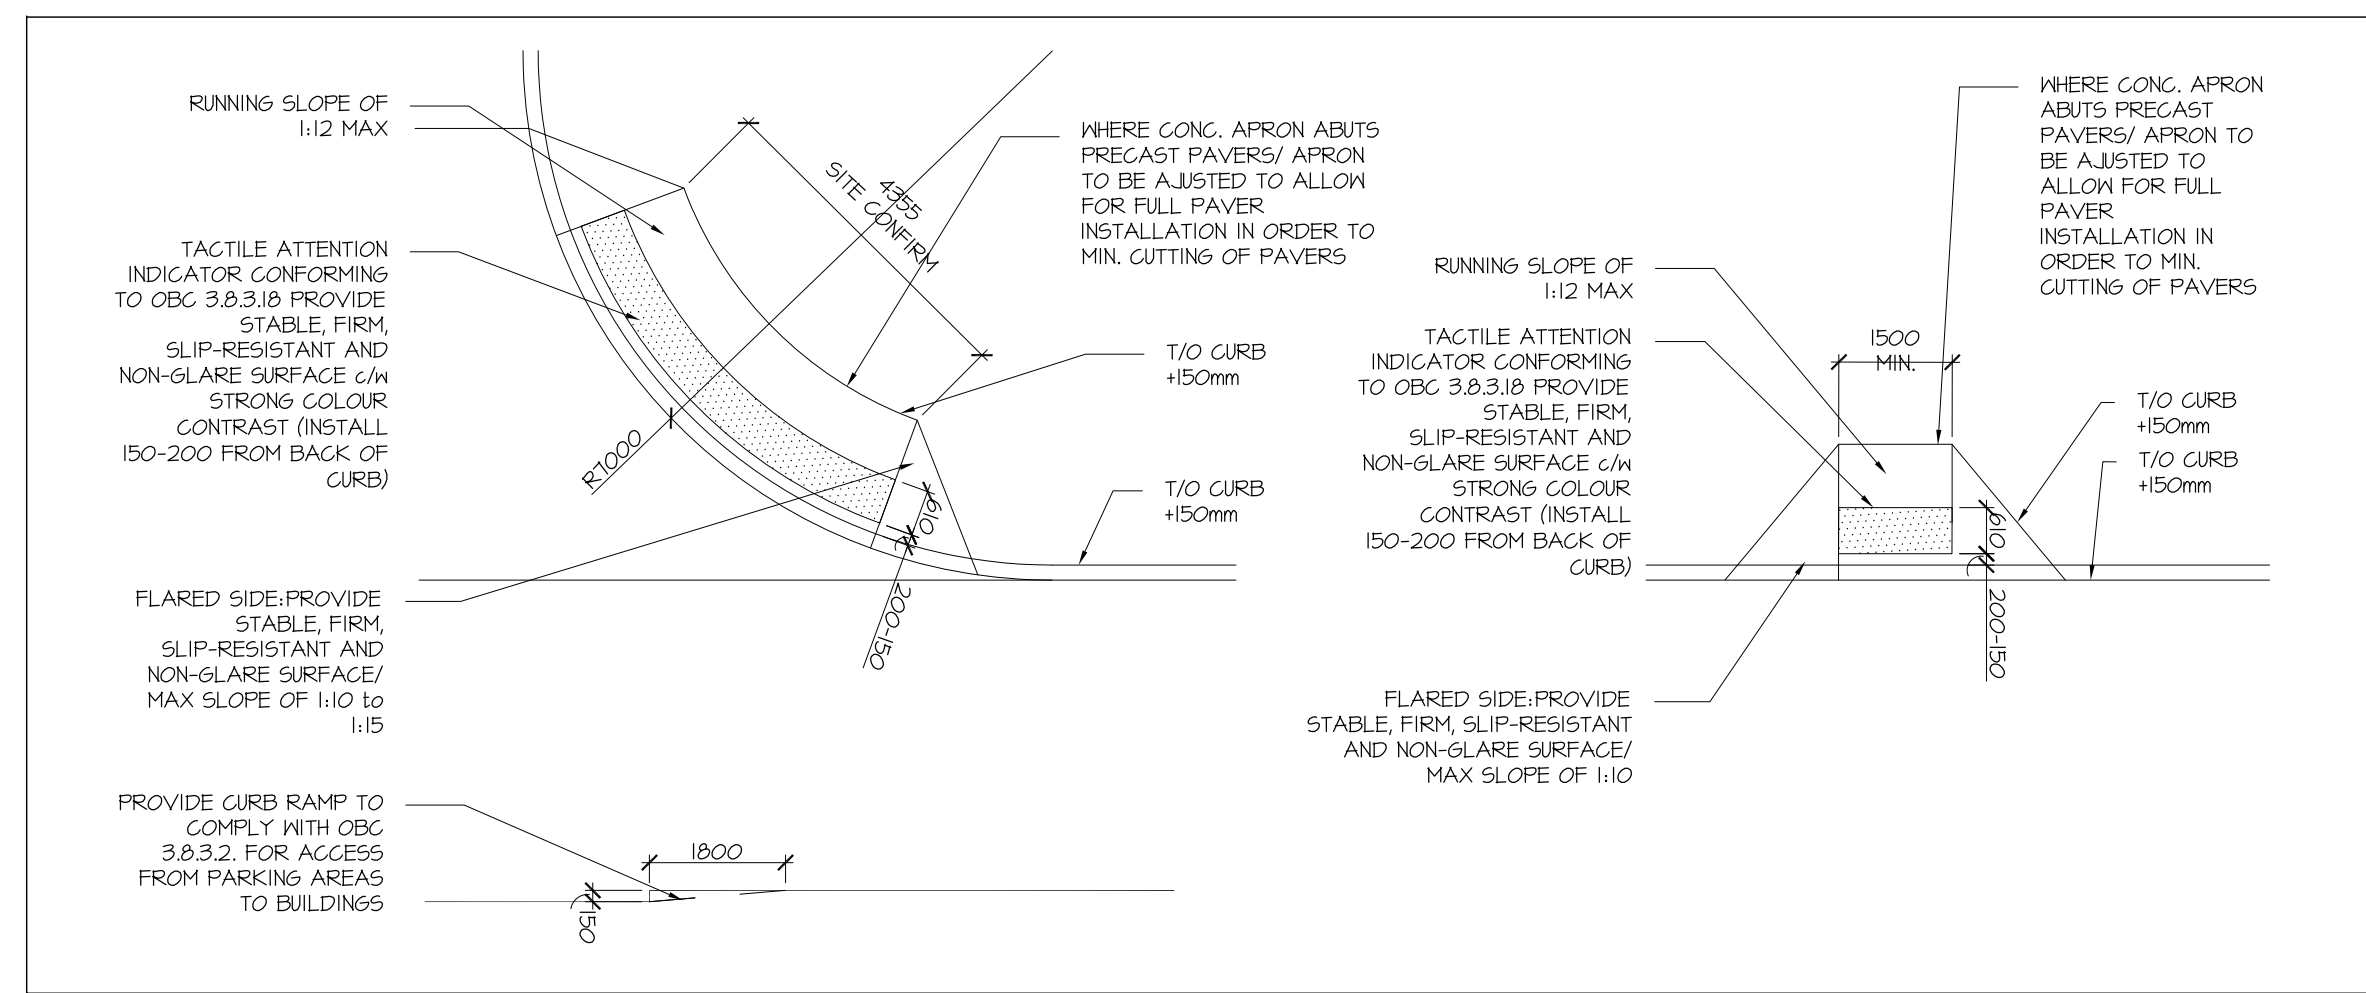 RUNNING SLOPE OF
1:12 MAX
TACTILE ATTENTION
INDICATOR CONFORMING
TO OBC 3.8.3.18 PROVIDE
STABLE, FIRM,
SLIP-RESISTANT AND
NON-GLARE SURFACE c/w
STRONG COLOUR
CONTRAST (INSTALL
150-200 FROM BACK OF
CURB)
FLARED SIDE:PROVIDE
STABLE, FIRM,
SLIP-RESISTANT AND
NON-GLARE SURFACE/
MAX SLOPE OF 1:10 to
1:15
PROVIDE CURB RAMP TO
COMPLY WITH OBC
3.8.3.2. FOR ACCESS
FROM PARKING AREAS
TO BUILDINGS
4355
SITE CONFIRM
R7000
610
200-150
1800
150
WHERE CONC. APRON ABUTS
PRECAST PAVERS/ APRON
TO BE AJUSTED TO ALLOW
FOR FULL PAVER
INSTALLATION IN ORDER TO
MIN. CUTTING OF PAVERS
T/O CURB
+150mm
T/O CURB
+150mm
RUNNING SLOPE OF
1:12 MAX
TACTILE ATTENTION
INDICATOR CONFORMING
TO OBC 3.8.3.18 PROVIDE
STABLE, FIRM,
SLIP-RESISTANT AND
NON-GLARE SURFACE c/w
STRONG COLOUR
CONTRAST (INSTALL
150-200 FROM BACK OF
CURB)
FLARED SIDE:PROVIDE
STABLE, FIRM, SLIP-RESISTANT
AND NON-GLARE SURFACE/
MAX SLOPE OF 1:10
1500
MIN.
610
200-150
WHERE CONC. APRON
ABUTS PRECAST
PAVERS/ APRON TO
BE AJUSTED TO
ALLOW FOR FULL
PAVER
INSTALLATION IN
ORDER TO MIN.
CUTTING OF PAVERS
T/O CURB
+150mm
T/O CURB
+150mm